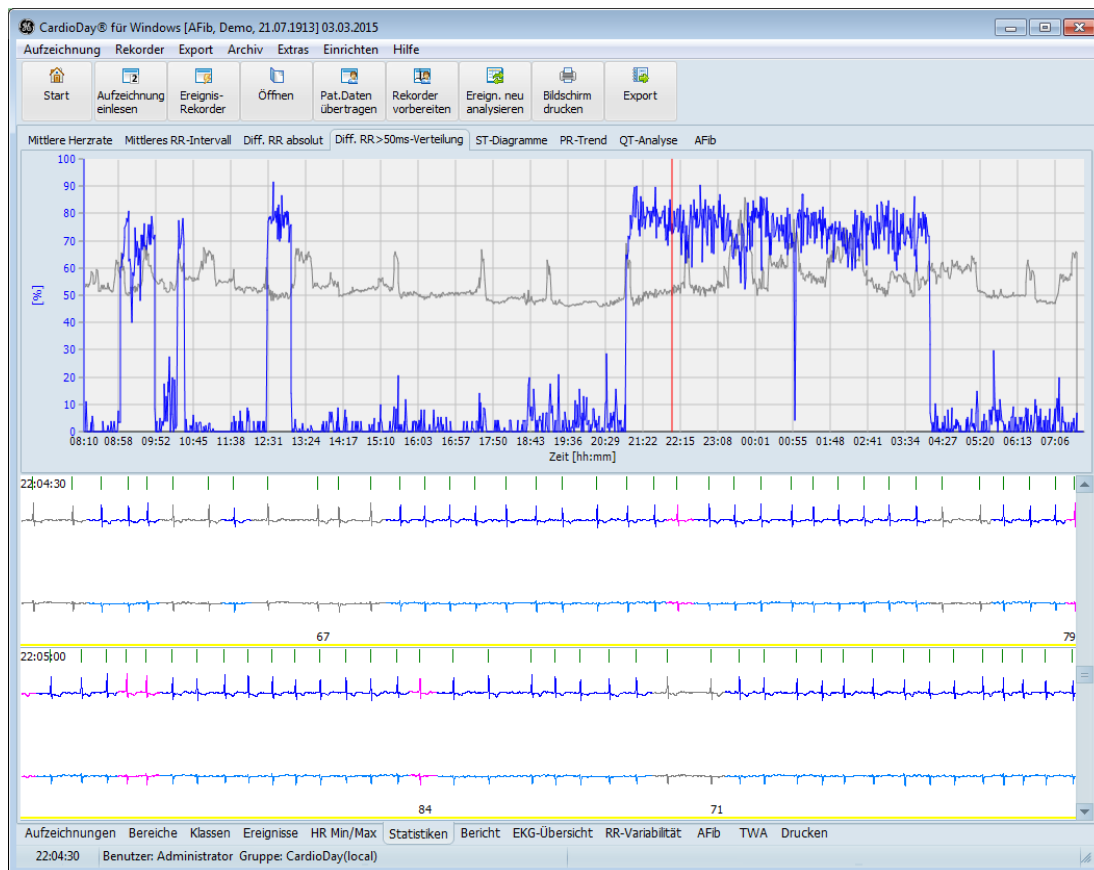 CardioDay® für Windows [AFib, Demo, 21.07.1913] 03.03.2015
Aufzeichnung Rekorder Export Archiv Extras Einrichten Hilfe
Start
Aufzeichnung einlesen
Ereignis-Rekorder
Öffnen
Pat.Daten übertragen
Rekorder vorbereiten
Ereign. neu analysieren
Bildschirm drucken
Export
Mittlere Herzrate Mittleres RR-Intervall Diff. RR absolut Diff. RR>50ms-Verteilung ST-Diagramme PR-Trend QT-Analyse AFib
100
90
80
70
60
50
40
30
20
10
0
[%]
08:10 08:58 09:52 10:45 11:38 12:31 13:24 14:17 15:10 16:03 16:57 17:50 18:43 19:36 20:29 21:22 22:15 23:08 00:01 00:55 01:48 02:41 03:34 04:27 05:20 06:13 07:06
Zeit [hh:mm]
22:04:30
67 79
22:05:00
84 71
Aufzeichnungen Bereiche Klassen Ereignisse HR Min/Max Statistiken Bericht EKG-Übersicht RR-Variabilität AFib TWA Drucken
22:04:30 Benutzer: Administrator Gruppe: CardioDay(local)